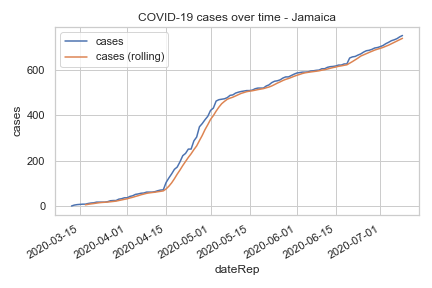 COVID-19 cases over time - Jamaica
cases
cases (rolling)
600
400
200
0
cases
2020-03-15
2020-04-01
2020-04-15
2020-05-01
2020-05-15
2020-06-01
2020-06-15
2020-07-01
dateRep